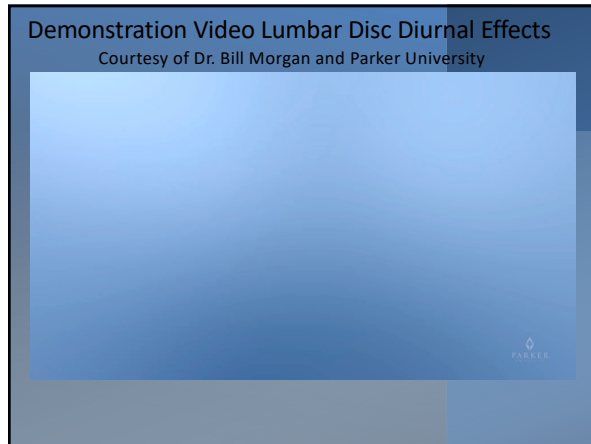 Demonstration Video Lumbar Disc Diurnal Effects
Courtesy of Dr. Bill Morgan and Parker University
PARKER